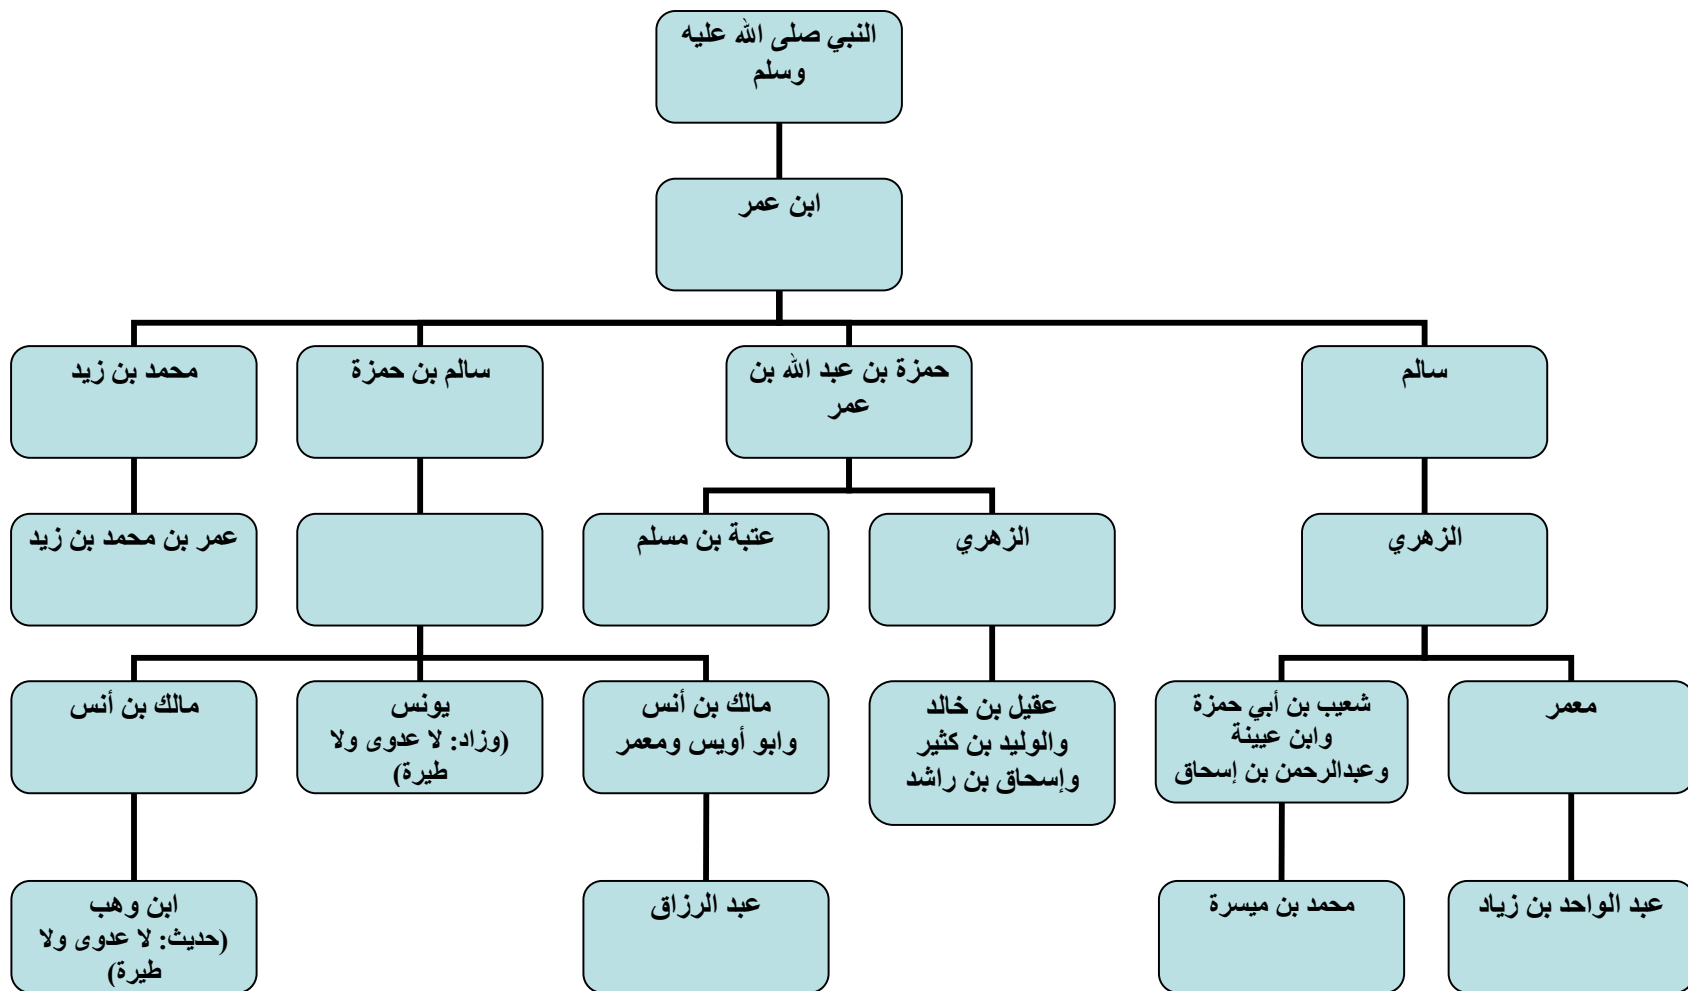 النبي صلى الله عليه
وسلم
ابن عمر
سالم
حمزة بن عبد الله بن
عمر
سالم بن حمزة
محمد بن زيد
الزهري
الزهري
عتبة بن مسلم
عمر بن محمد بن زيد
معمر
شعيب بن أبي حمزة
وابن عيينة
وعبدالرحمن بن إسحاق
عقيل بن خالد
والوليد بن كثير
وإسحاق بن راشد
مالك بن أنس
وابو أويس ومعمر
يونس
(وزاد: لا عدوى ولا
طيرة)
مالك بن أنس
عبد الواحد بن زياد
محمد بن ميسرة
عبد الرزاق
ابن وهب
(حديث: لا عدوى ولا
طيرة)